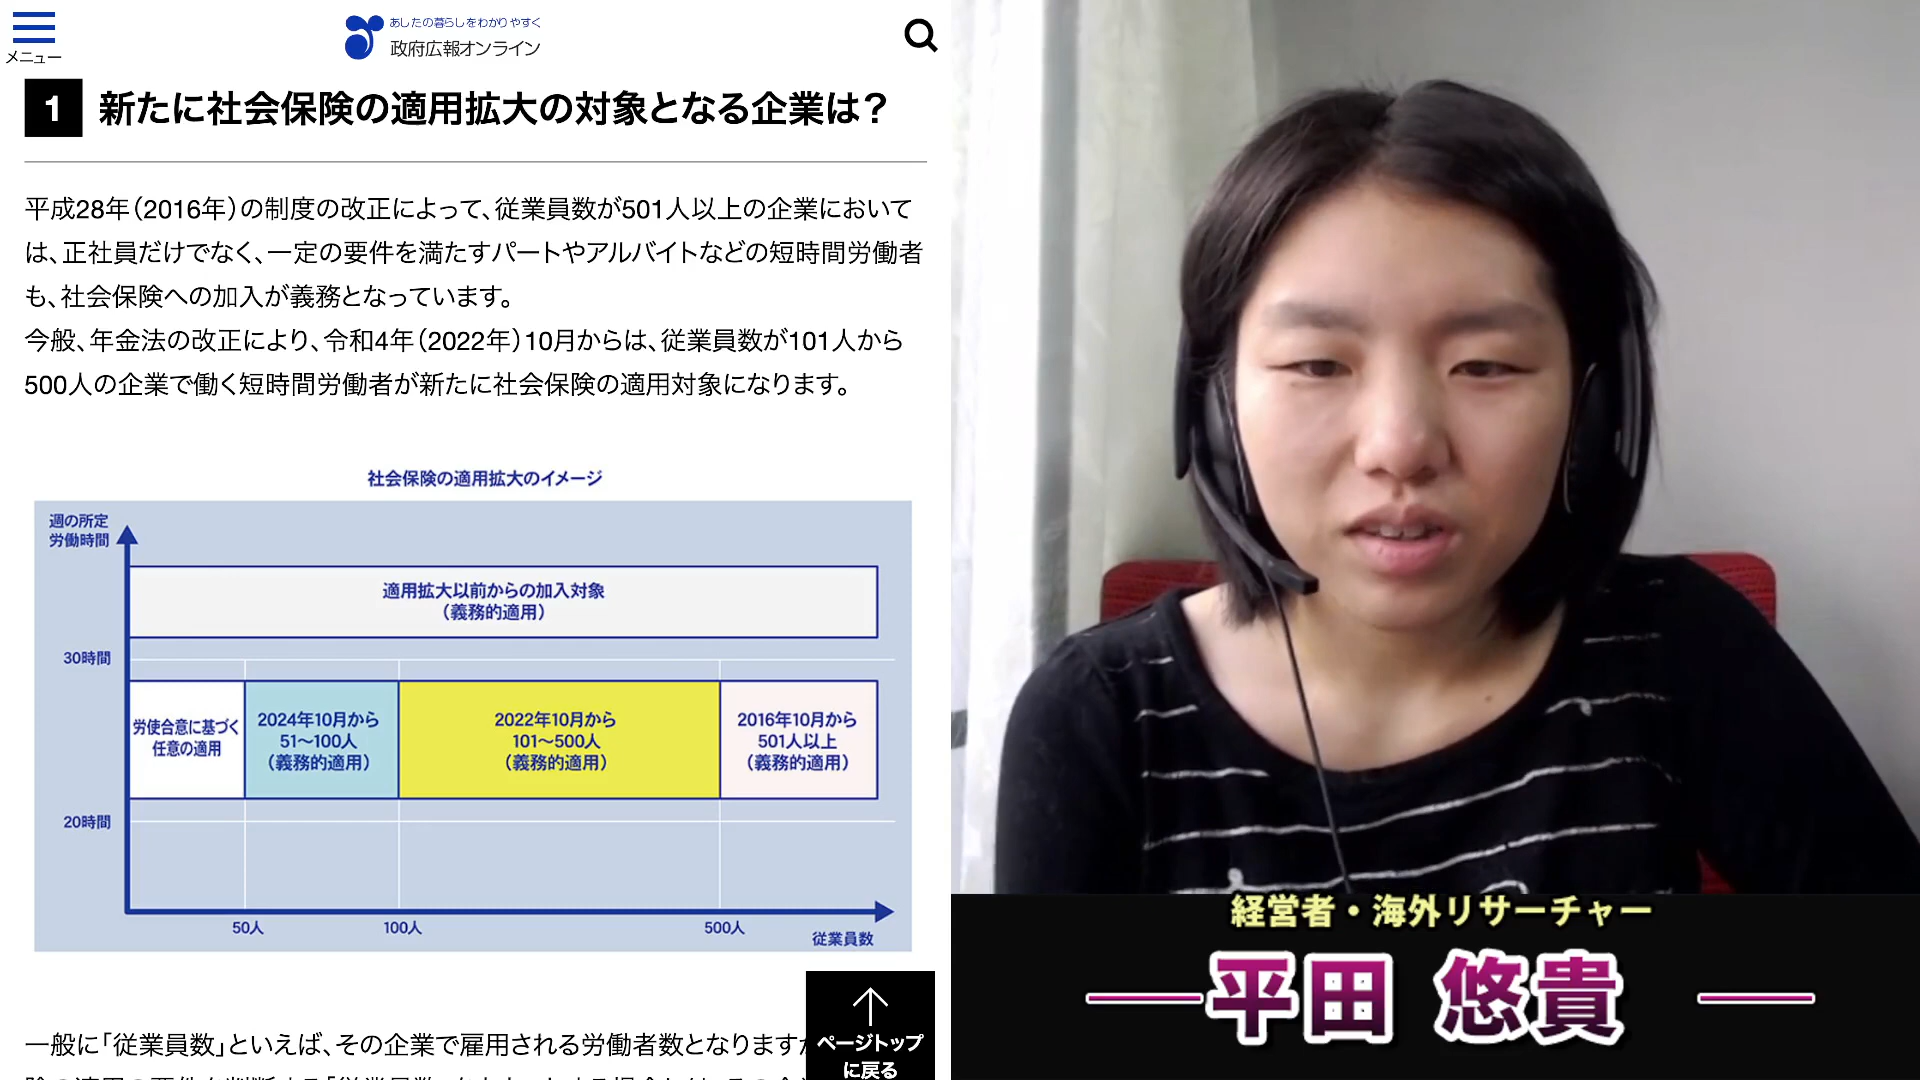 メニュー
あしたの暮らしをわかりやすく
政府広報オンライン
1 新たに社会保険の適用拡大の対象となる企業は？
平成28年（2016年）の制度の改正によって、従業員数が501人以上の企業において
は、正社員だけでなく、一定の要件を満たすパートやアルバイトなどの短時間労働者
も、社会保険への加入が義務となっています。
今般、年金法の改正により、令和4年（2022年）10月からは、従業員数が101人から
500人の企業で働く短時間労働者が新たに社会保険の適用対象になります。
社会保険の適用拡大のイメージ
週の所定
労働時間
適用拡大以前からの加入対象
（義務的適用）
30時間
労使合意に基づく
任意の適用
2024年10月から
51〜100人
（義務的適用）
2022年10月から
101〜500人
（義務的適用）
2016年10月から
501人以上
（義務的適用）
20時間
50人
100人
500人
従業員数
一般に「従業員数」といえば、その企業で雇用される労働者数となりますが
ページトップ
に戻る
経営者・海外リサーチャー
平田 悠貴